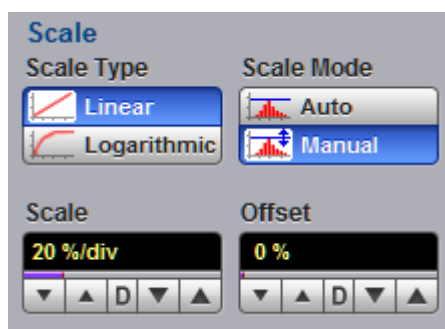 Scale
Scale Type
Scale Mode
Linear
Auto
Logarithmic
Manual
Scale
Offset
20 %/div
0 %
D
D